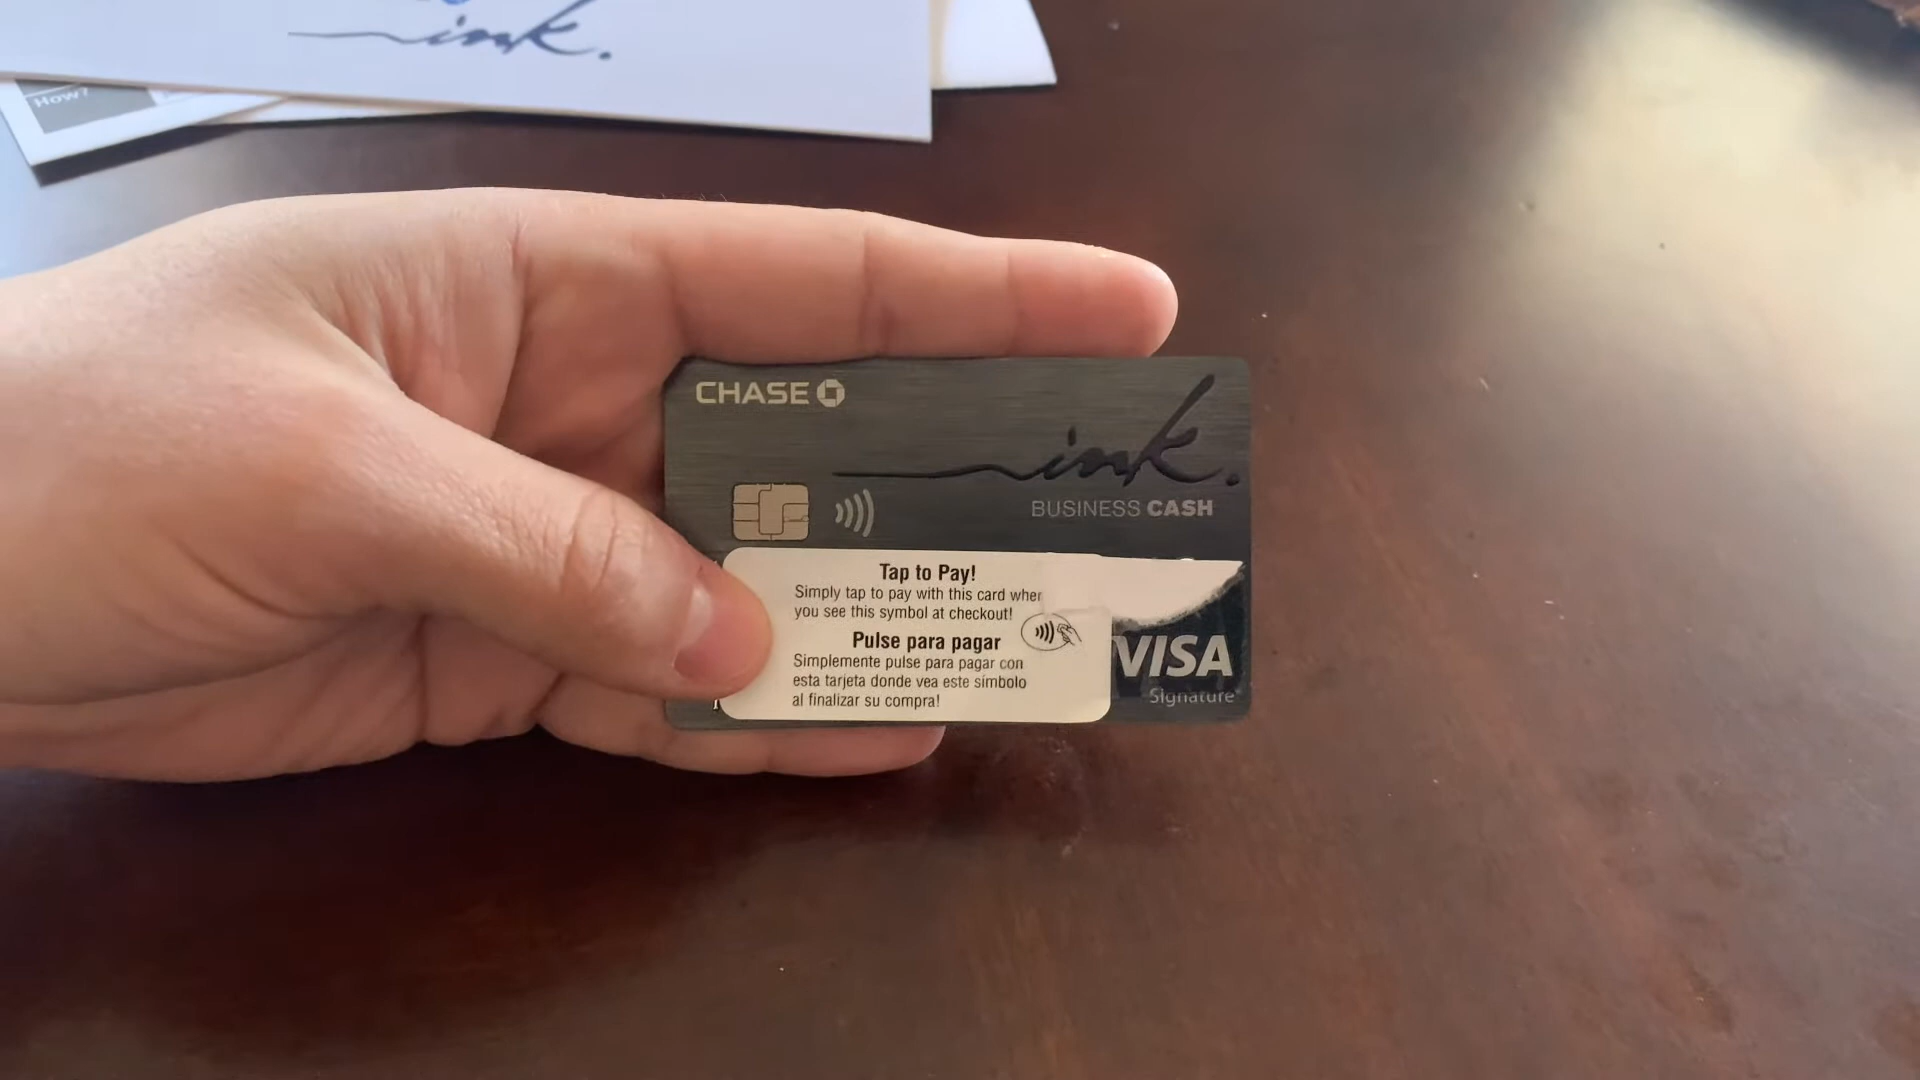 ink.
How?
CHASE
ink.
BUSINESS CASH
Tap to Pay!
Simply tap to pay with this card when
you see this symbol at checkout!
Pulse para pagar
Simplemente pulse para pagar con
esta tarjeta donde vea este símbolo
al finalizar su compra!
VISA
Signature